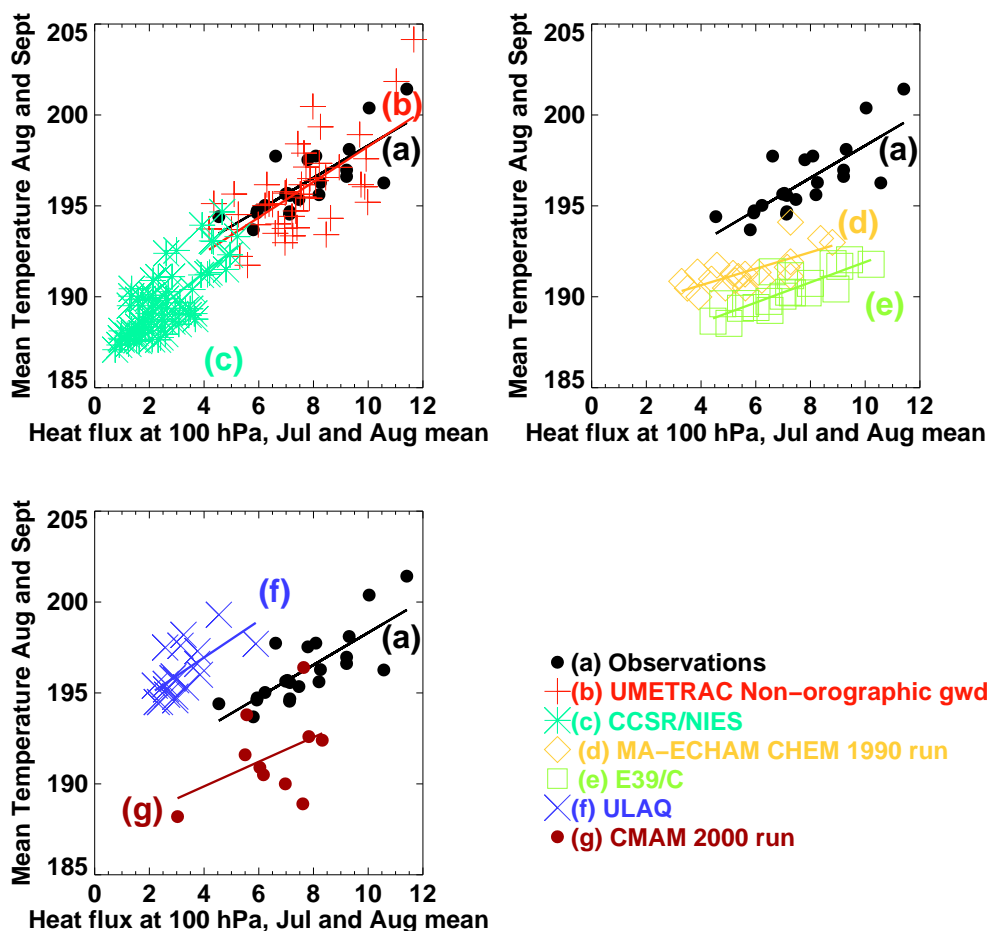 205
200
195
190
185
0 2 4 6 8 10 12
Mean Temperature Aug and Sept
Heat flux at 100 hPa, Jul and Aug mean
(a)
(b)
(c)
205
200
195
190
185
0 2 4 6 8 10 12
Mean Temperature Aug and Sept
Heat flux at 100 hPa, Jul and Aug mean
(a)
(d)
(e)
205
200
195
190
185
0 2 4 6 8 10 12
Mean Temperature Aug and Sept
Heat flux at 100 hPa, Jul and Aug mean
(f)
(a)
(g)
(a) Observations
(b) UMETRAC Non−orographic gwd
(c) CCSR/NIES
(d) MA−ECHAM CHEM 1990 run
(e) E39/C
(f) ULAQ
(g) CMAM 2000 run